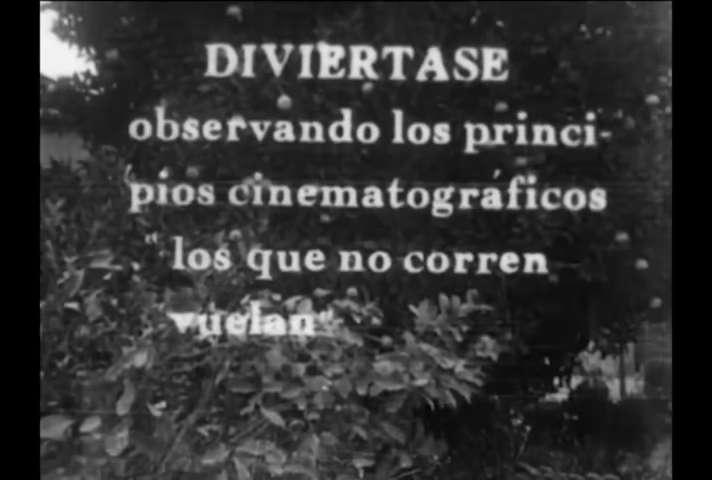 DIVIERTASE
observando los princi-
pios cinematográficos
"los que no corren
vuelan"